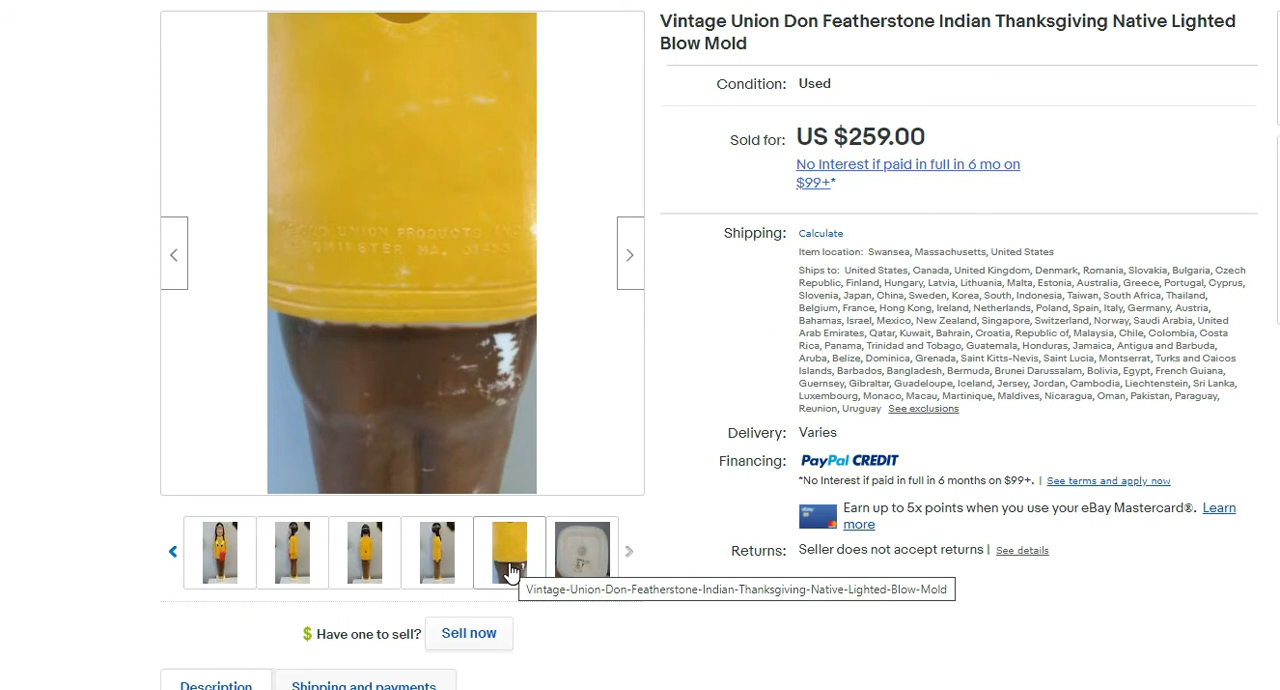 Vintage Union Don Featherstone Indian Thanksgiving Native Lighted
Blow Mold
Condition: Used
Sold for: US $259.00
No Interest if paid in full in 6 mo on
$99+*
Shipping: Calculate
Item location: Swansea, Massachusetts, United States
Ships to: United States, Canada, United Kingdom, Denmark, Romania, Slovakia, Bulgaria, Czech
Republic, Finland, Hungary, Latvia, Lithuania, Malta, Estonia, Australia, Greece, Portugal, Cyprus,
Slovenia, Japan, China, Sweden, Korea, South, Indonesia, Taiwan, South Africa, Thailand,
Belgium, France, Hong Kong, Ireland, Netherlands, Poland, Spain, Italy, Germany, Austria,
Bahamas, Israel, Mexico, New Zealand, Singapore, Switzerland, Norway, Saudi Arabia, United
Arab Emirates, Qatar, Kuwait, Bahrain, Croatia, Republic of, Malaysia, Chile, Colombia, Costa
Rica, Panama, Trinidad and Tobago, Guatemala, Honduras, Jamaica, Antigua and Barbuda,
Aruba, Belize, Dominica, Grenada, Saint Kitts-Nevis, Saint Lucia, Montserrat, Turks and Caicos
Islands, Barbados, Bangladesh, Bermuda, Brunei Darussalam, Bolivia, Egypt, French Guiana,
Guernsey, Gibraltar, Guadeloupe, Iceland, Jersey, Jordan, Cambodia, Liechtenstein, Sri Lanka,
Luxembourg, Monaco, Macau, Martinique, Maldives, Nicaragua, Oman, Pakistan, Paraguay,
Reunion, Uruguay See exclusions
Delivery: Varies
Financing: PayPal CREDIT
*No Interest if paid in full in 6 months on $99+. | See terms and apply now
Earn up to 5x points when you use your eBay Mastercard®. Learn
more
Returns: Seller does not accept returns | See details
UNION PRODUCTS
MA.
Vintage-Union-Don-Featherstone-Indian-Thanksgiving-Native-Lighted-Blow-Mold
$ Have one to sell? Sell now
Description Shipping and payments